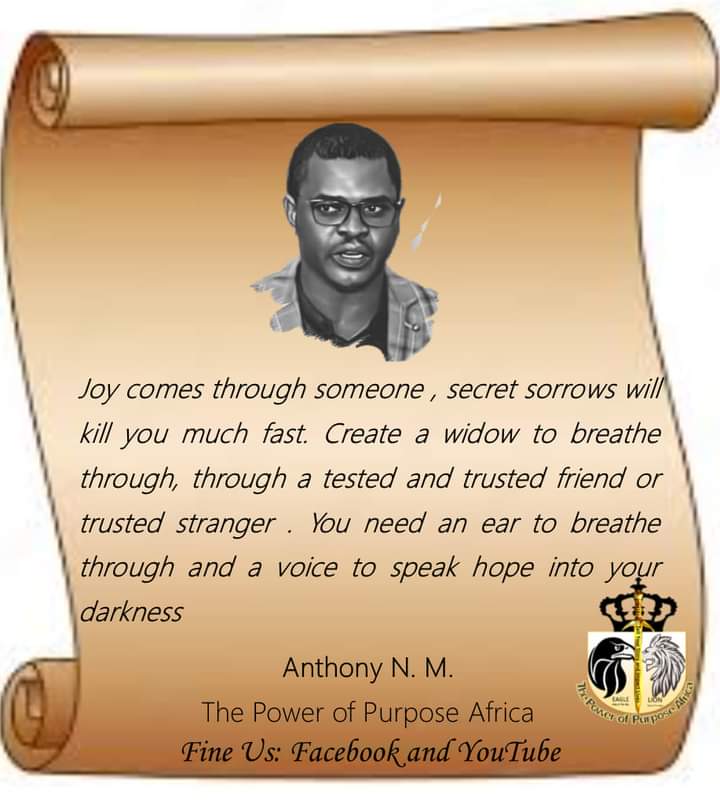 Joy comes through someone , secret sorrows will
kill you much fast. Create a widow to breathe
through, through a tested and trusted friend or
trusted stranger . You need an ear to breathe
through and a voice to speak hope into your
darkness
Anthony N. M.
The Power of Purpose Africa
Fine Us: Facebook and YouTube
EAGLE
LION
The Power of Purpose Africa